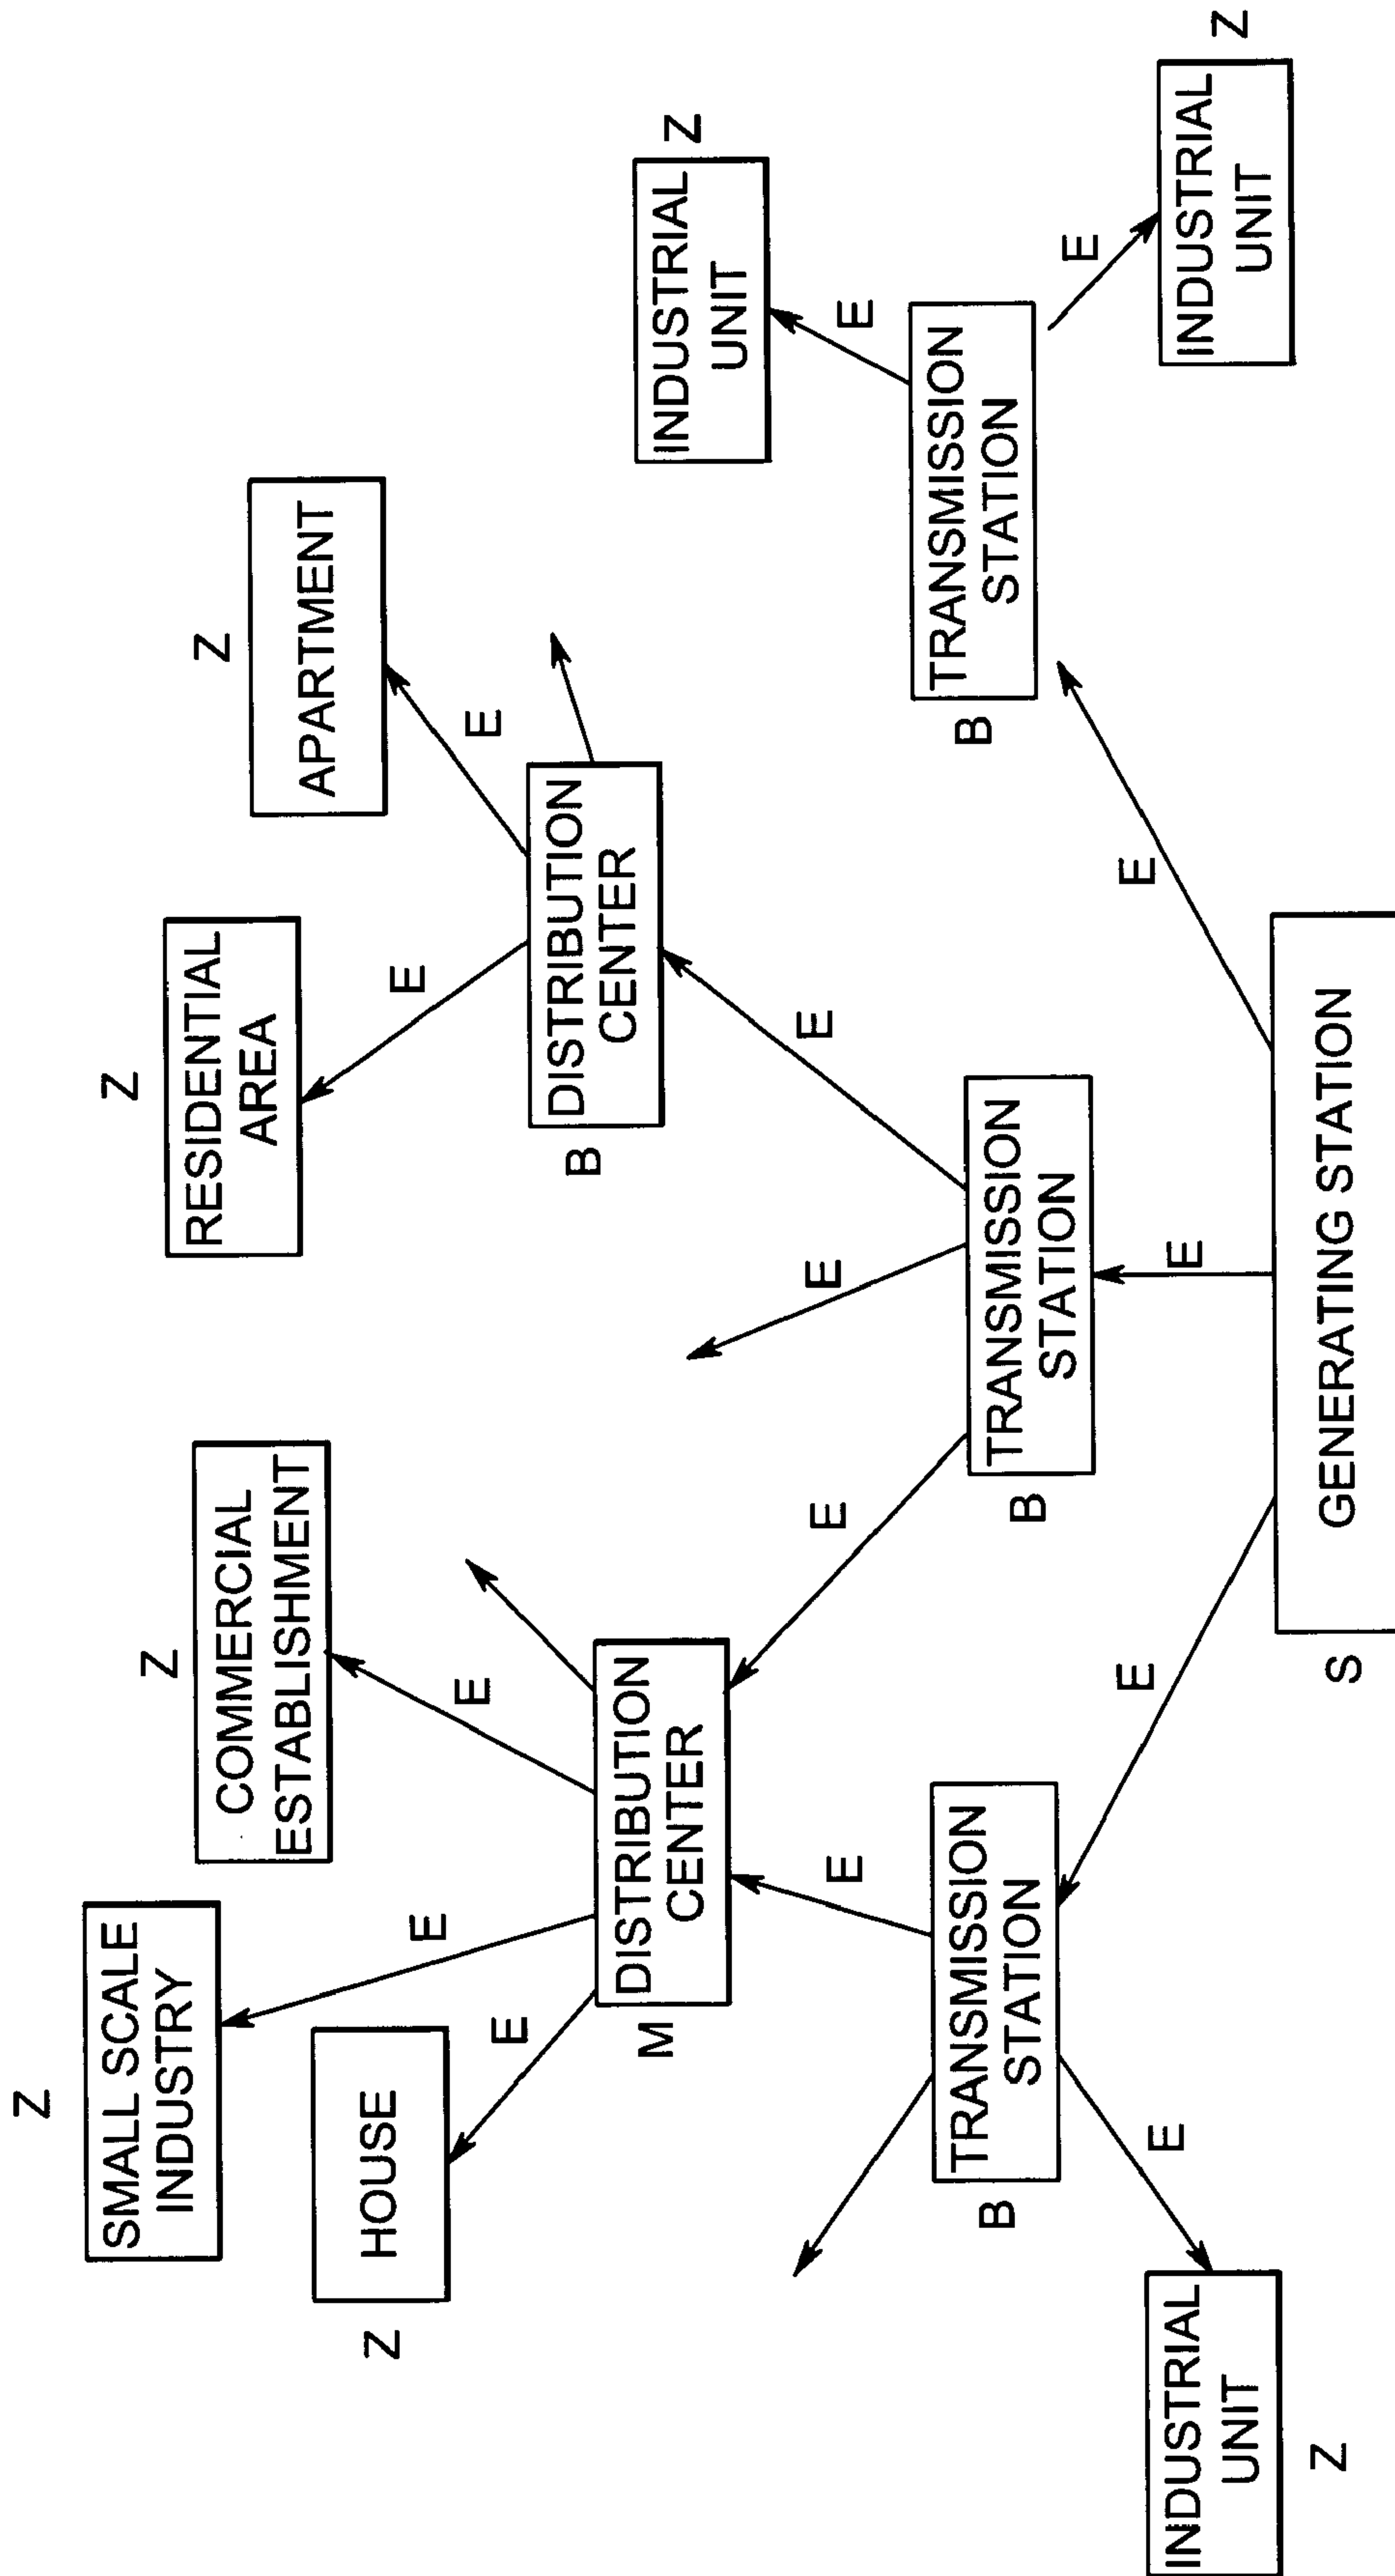 Z
SMALL SCALE
INDUSTRY
Z
COMMERCIAL
ESTABLISHMENT
Z
RESIDENTIAL
AREA
Z
APARTMENT
Z
HOUSE
E
E
E
E
E
M
DISTRIBUTION
CENTER
B
DISTRIBUTION
CENTER
INDUSTRIAL
UNIT
Z
E
E
E
E
E
B
TRANSMISSION
STATION
B
TRANSMISSION
STATION
B
TRANSMISSION
STATION
E
E
E
E
E
INDUSTRIAL
UNIT
Z
INDUSTRIAL
UNIT
Z
S
GENERATING STATION